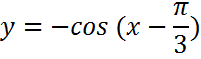 y = −cos (x − π/3)